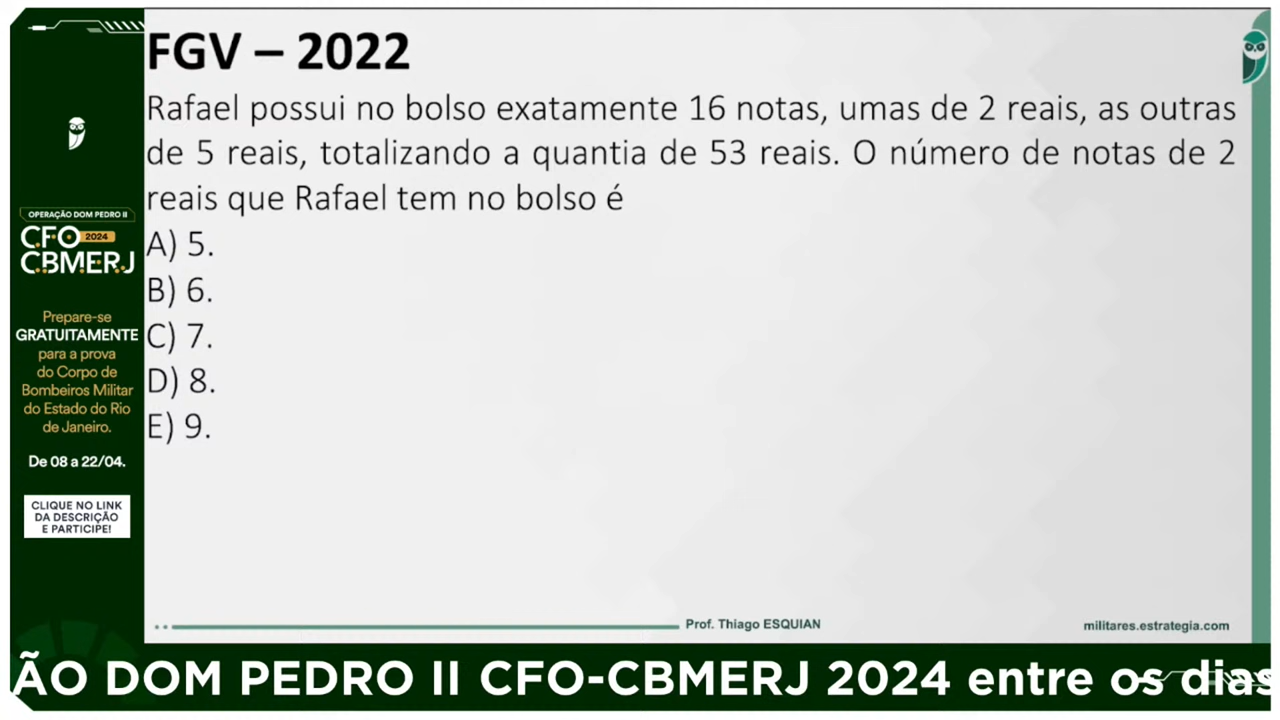 FGV – 2022
Rafael possui no bolso exatamente 16 notas, umas de 2 reais, as outras
de 5 reais, totalizando a quantia de 53 reais. O número de notas de 2
reais que Rafael tem no bolso é
A) 5.
B) 6.
C) 7.
D) 8.
E) 9.
OPERAÇÃO DOM PEDRO II
CFO 2024
CBMERJ
Prepare-se
GRATUITAMENTE
para a prova
do Corpo de
Bombeiros Militar
do Estado do Rio
de Janeiro.
De 08 a 22/04.
CLIQUE NO LINK
DA DESCRIÇÃO
E PARTICIPE!
Prof. Thiago ESQUIAN
militares.estrategia.com
ÃO DOM PEDRO II CFO-CBMERJ 2024 entre os dias